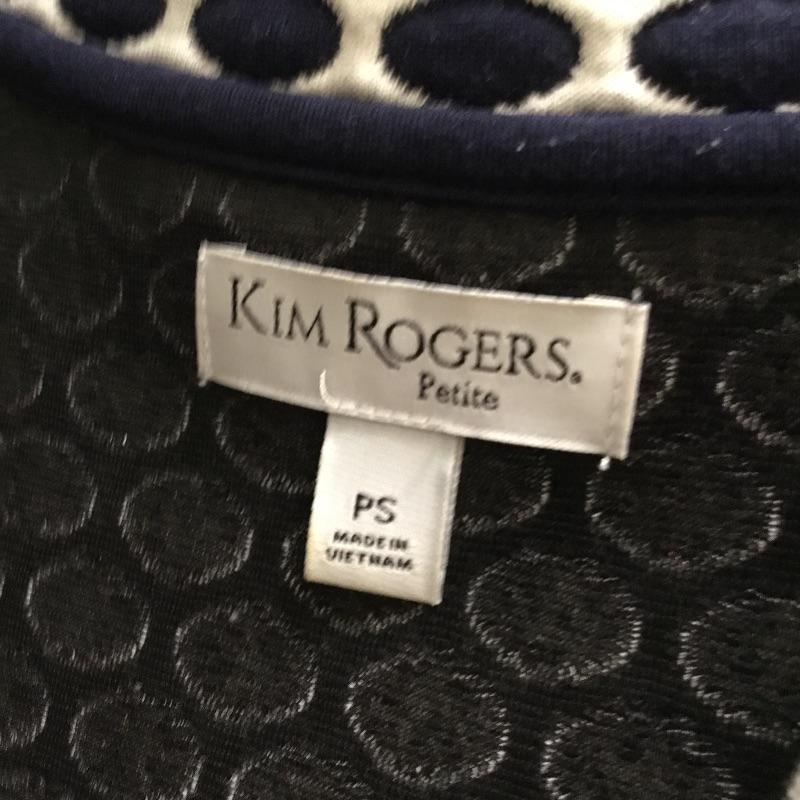 KIM ROGERS.
Petite
PS
MADE IN
VIETNAM